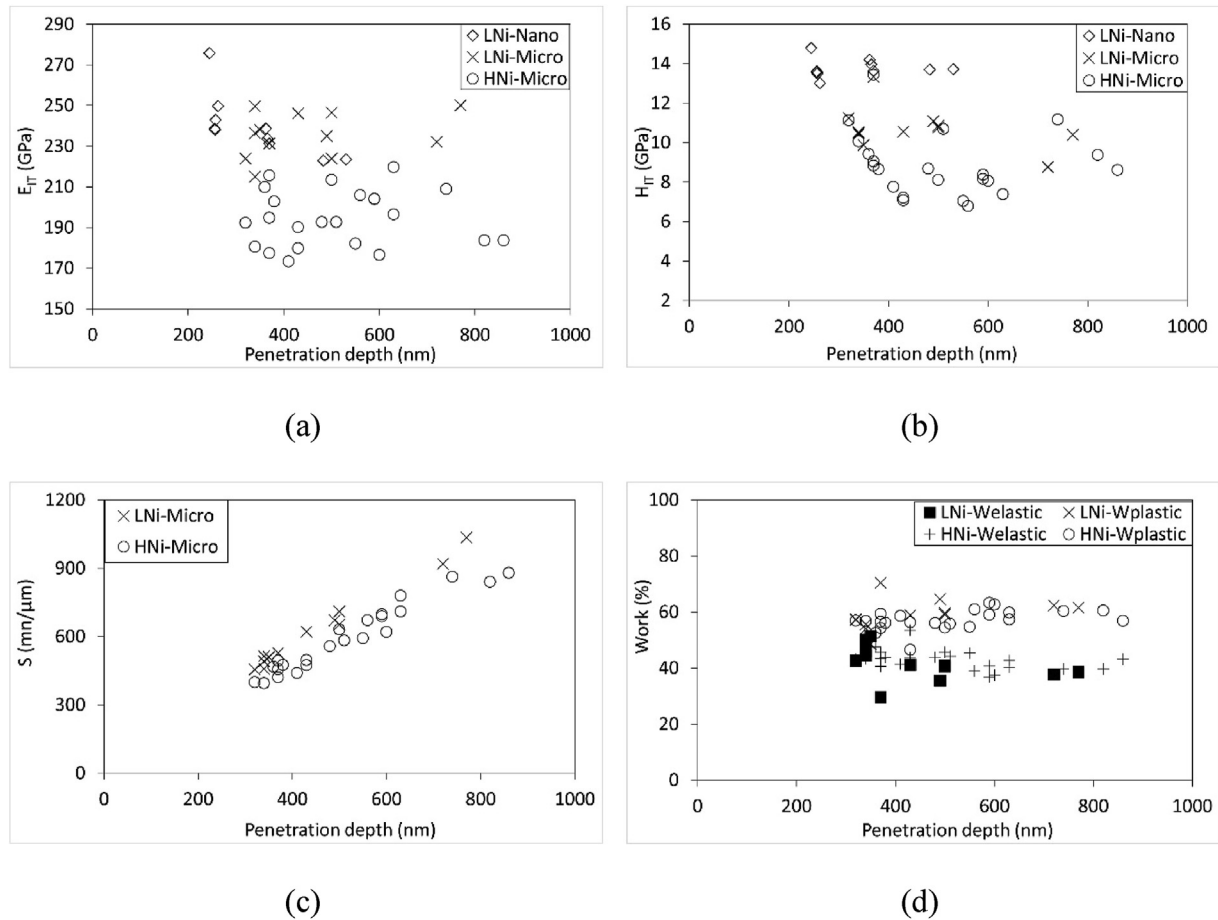 290
270
250
230
210
190
170
150
E_IT (GPa)
LNi-Nano
LNi-Micro
HNi-Micro
0 200 400 600 800 1000
Penetration depth (nm)
(a)
16
14
12
10
8
6
4
2
H_IT (GPa)
LNi-Nano
LNi-Micro
HNi-Micro
0 200 400 600 800 1000
Penetration depth (nm)
(b)
1200
900
600
300
0
S (mn/μm)
LNi-Micro
HNi-Micro
0 200 400 600 800 1000
Penetration depth (nm)
(c)
100
80
60
40
20
0
Work (%)
LNi-Welastic LNi-Wplastic
HNi-Welastic HNi-Wplastic
0 200 400 600 800 1000
Penetration depth (nm)
(d)